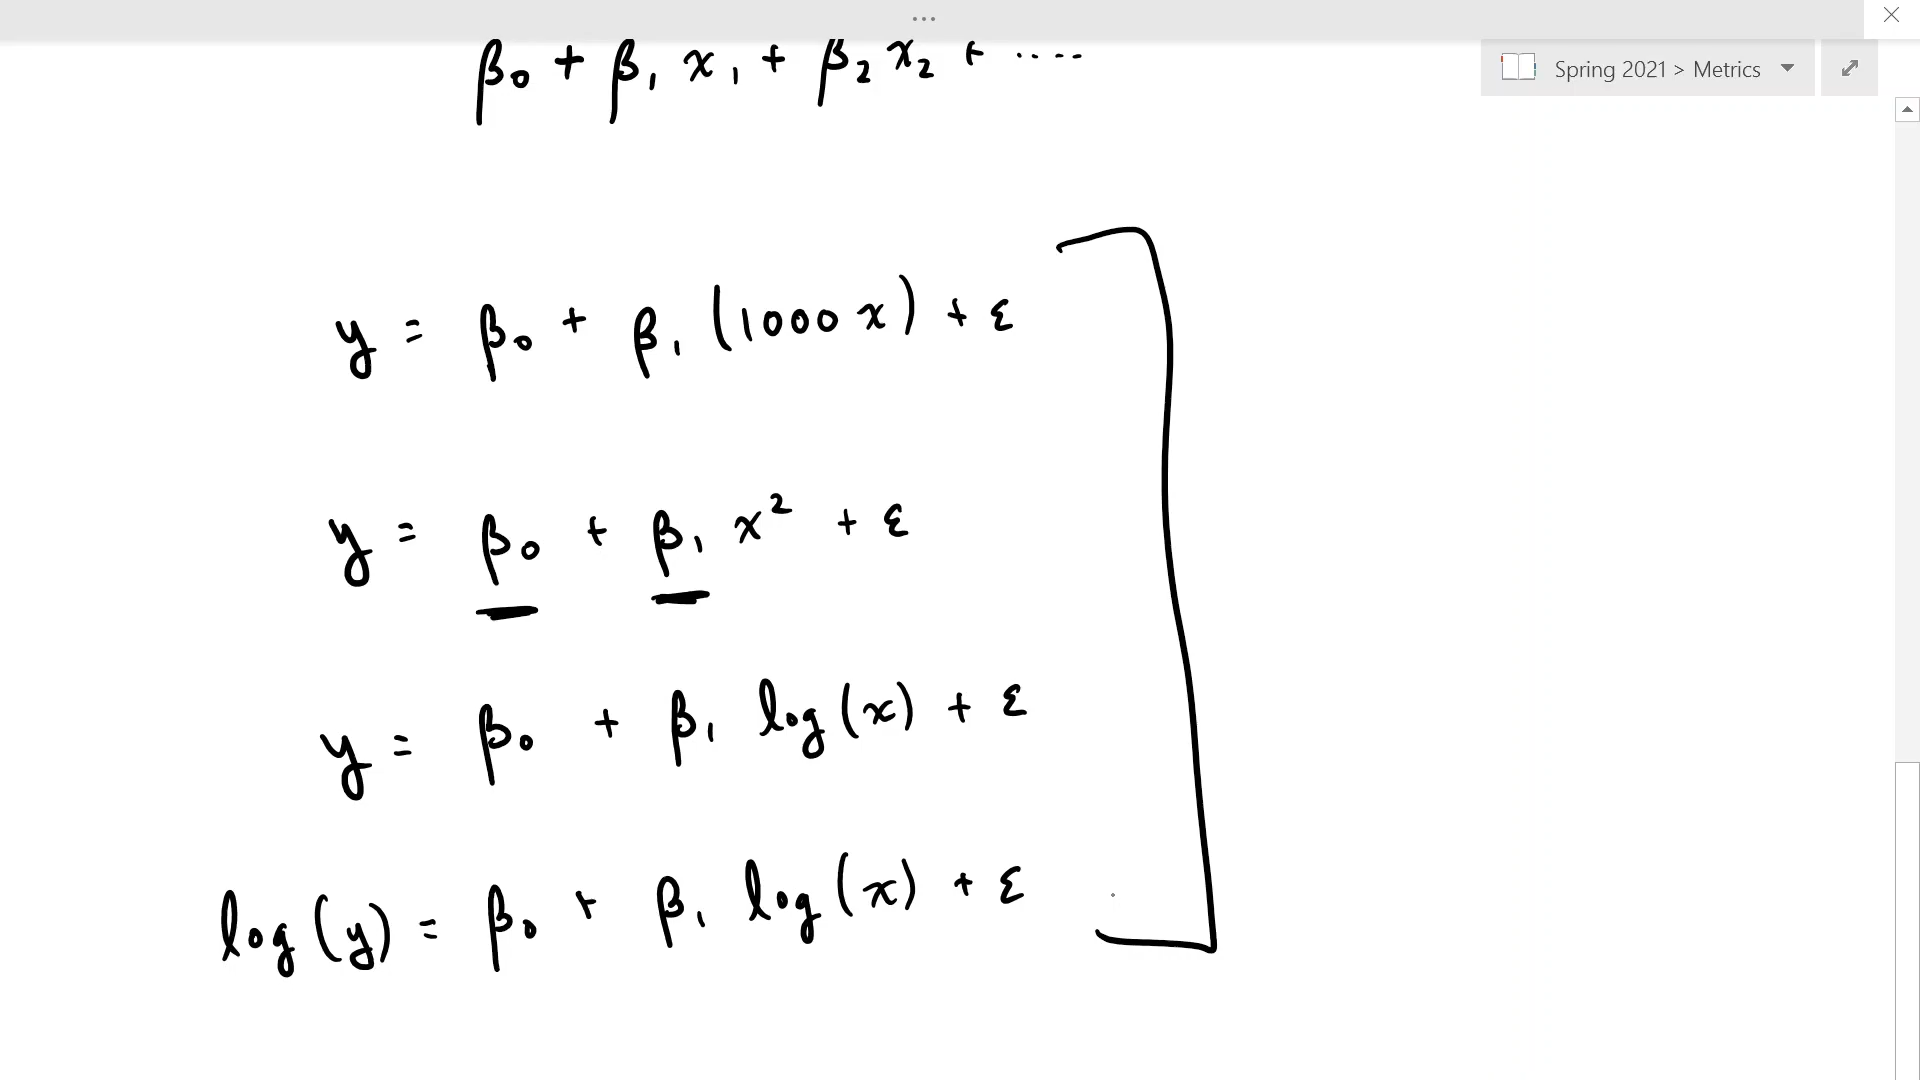 ...
Spring 2021 > Metrics
β₀ + β₁ x₁ + β₂ x₂ + ....
y = β₀ + β₁ (1000 x) + ε
y = β₀ + β₁ x² + ε
y = β₀ + β₁ log(x) + ε
log(y) = β₀ + β₁ log(x) + ε